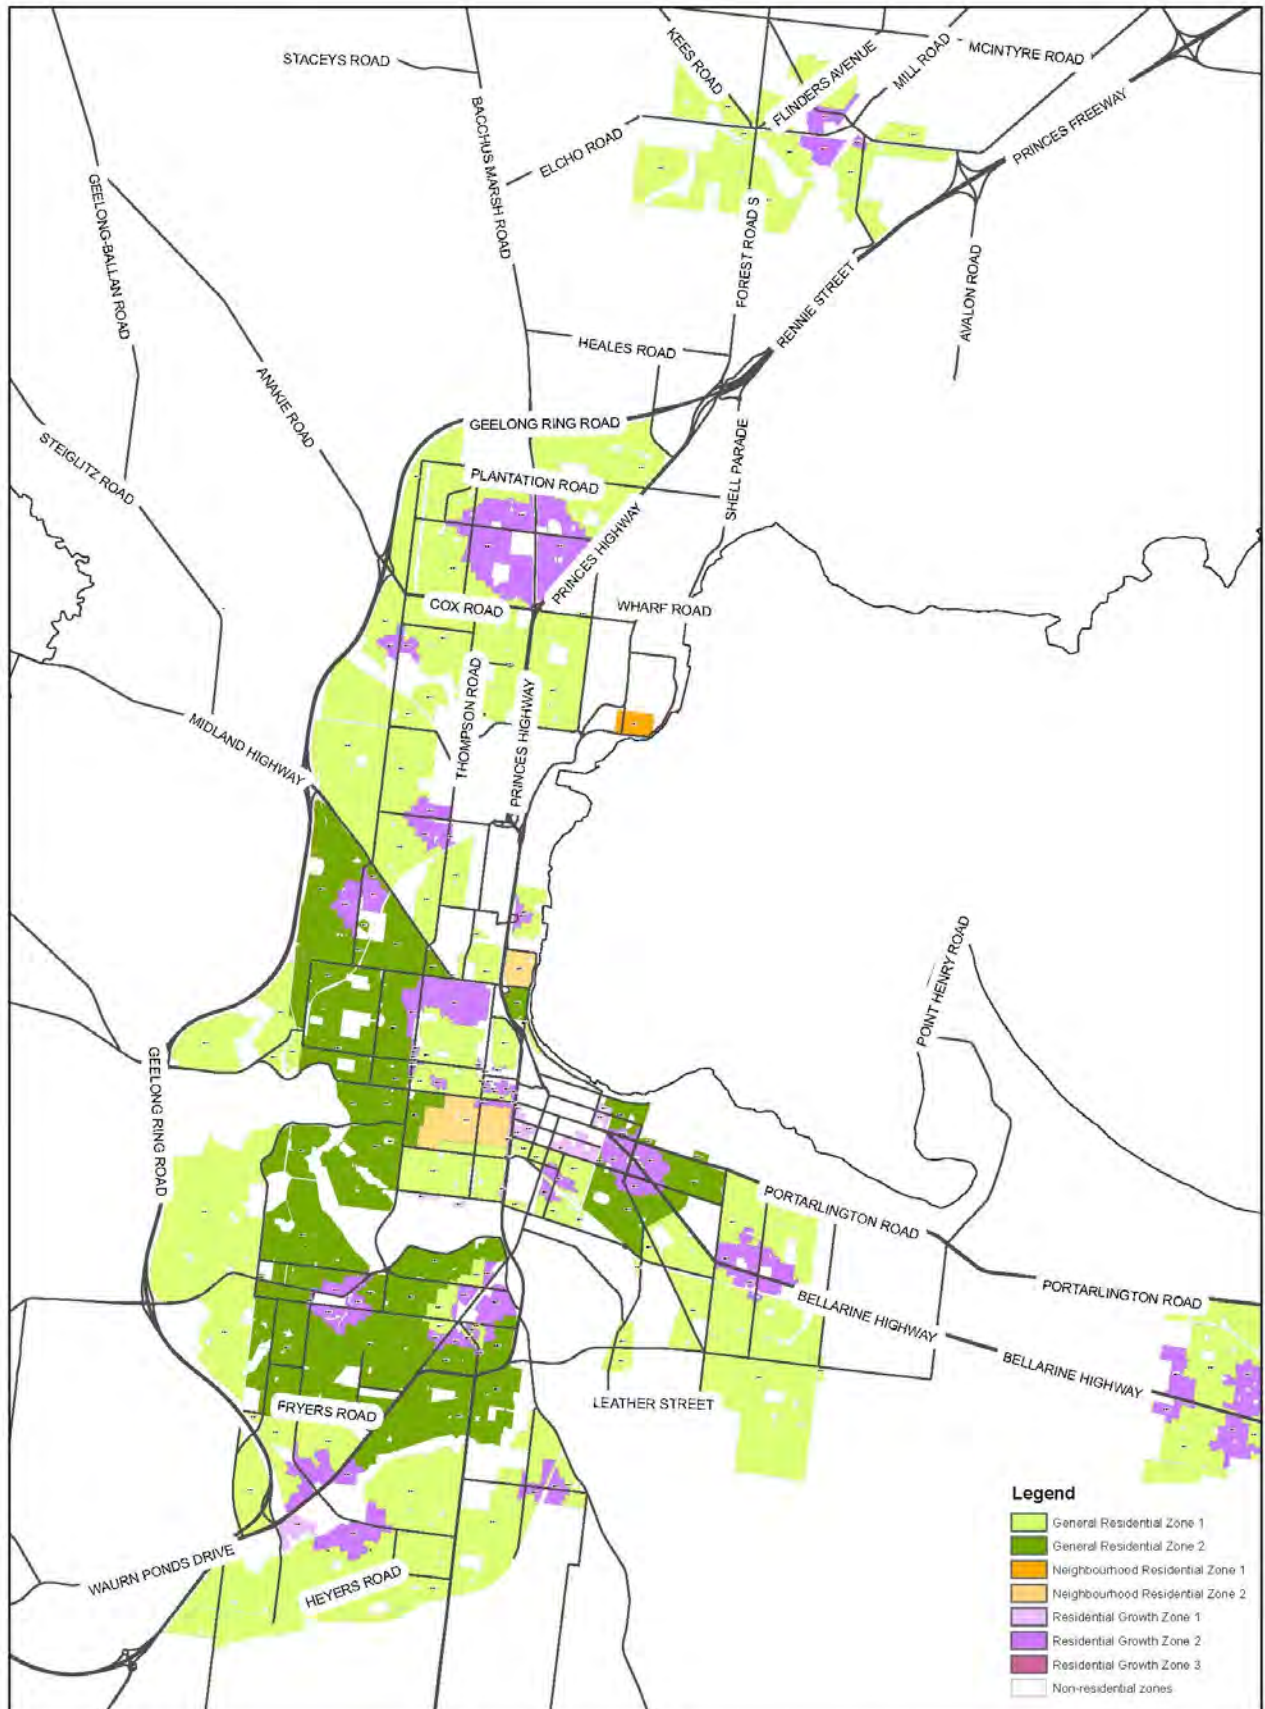 STACEYS ROAD
KEES ROAD
FLINDERS AVENUE
MILL ROAD
MCINTYRE ROAD
BACCHUS MARSH ROAD
ELCHO ROAD
PRINCES FREEWAY
GEELONG-BALLAN ROAD
FOREST ROAD S
RENNIE STREET
AVALON ROAD
HEALES ROAD
ANAKIE ROAD
GEELONG RING ROAD
STEIGLITZ ROAD
PLANTATION ROAD
SHELL PARADE
PRINCES HIGHWAY
COX ROAD
WHARF ROAD
THOMPSON ROAD
PRINCES HIGHWAY
MIDLAND HIGHWAY
POINT HENRY ROAD
GEELONG RING ROAD
PORTARLINGTON ROAD
PORTARLINGTON ROAD
BELLARINE HIGHWAY
BELLARINE HIGHWAY
LEATHER STREET
FRYERS ROAD
WAURN PONDS DRIVE
HEYERS ROAD
Legend
General Residential Zone 1
General Residential Zone 2
Neighbourhood Residential Zone 1
Neighbourhood Residential Zone 2
Residential Growth Zone 1
Residential Growth Zone 2
Residential Growth Zone 3
Non-residential zones